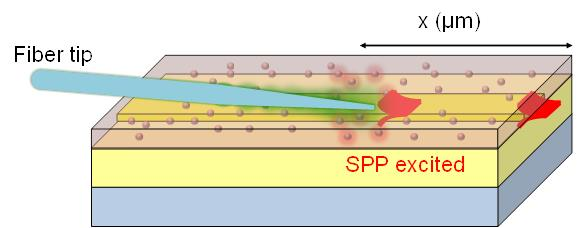 x (μm)
Fiber tip
SPP excited